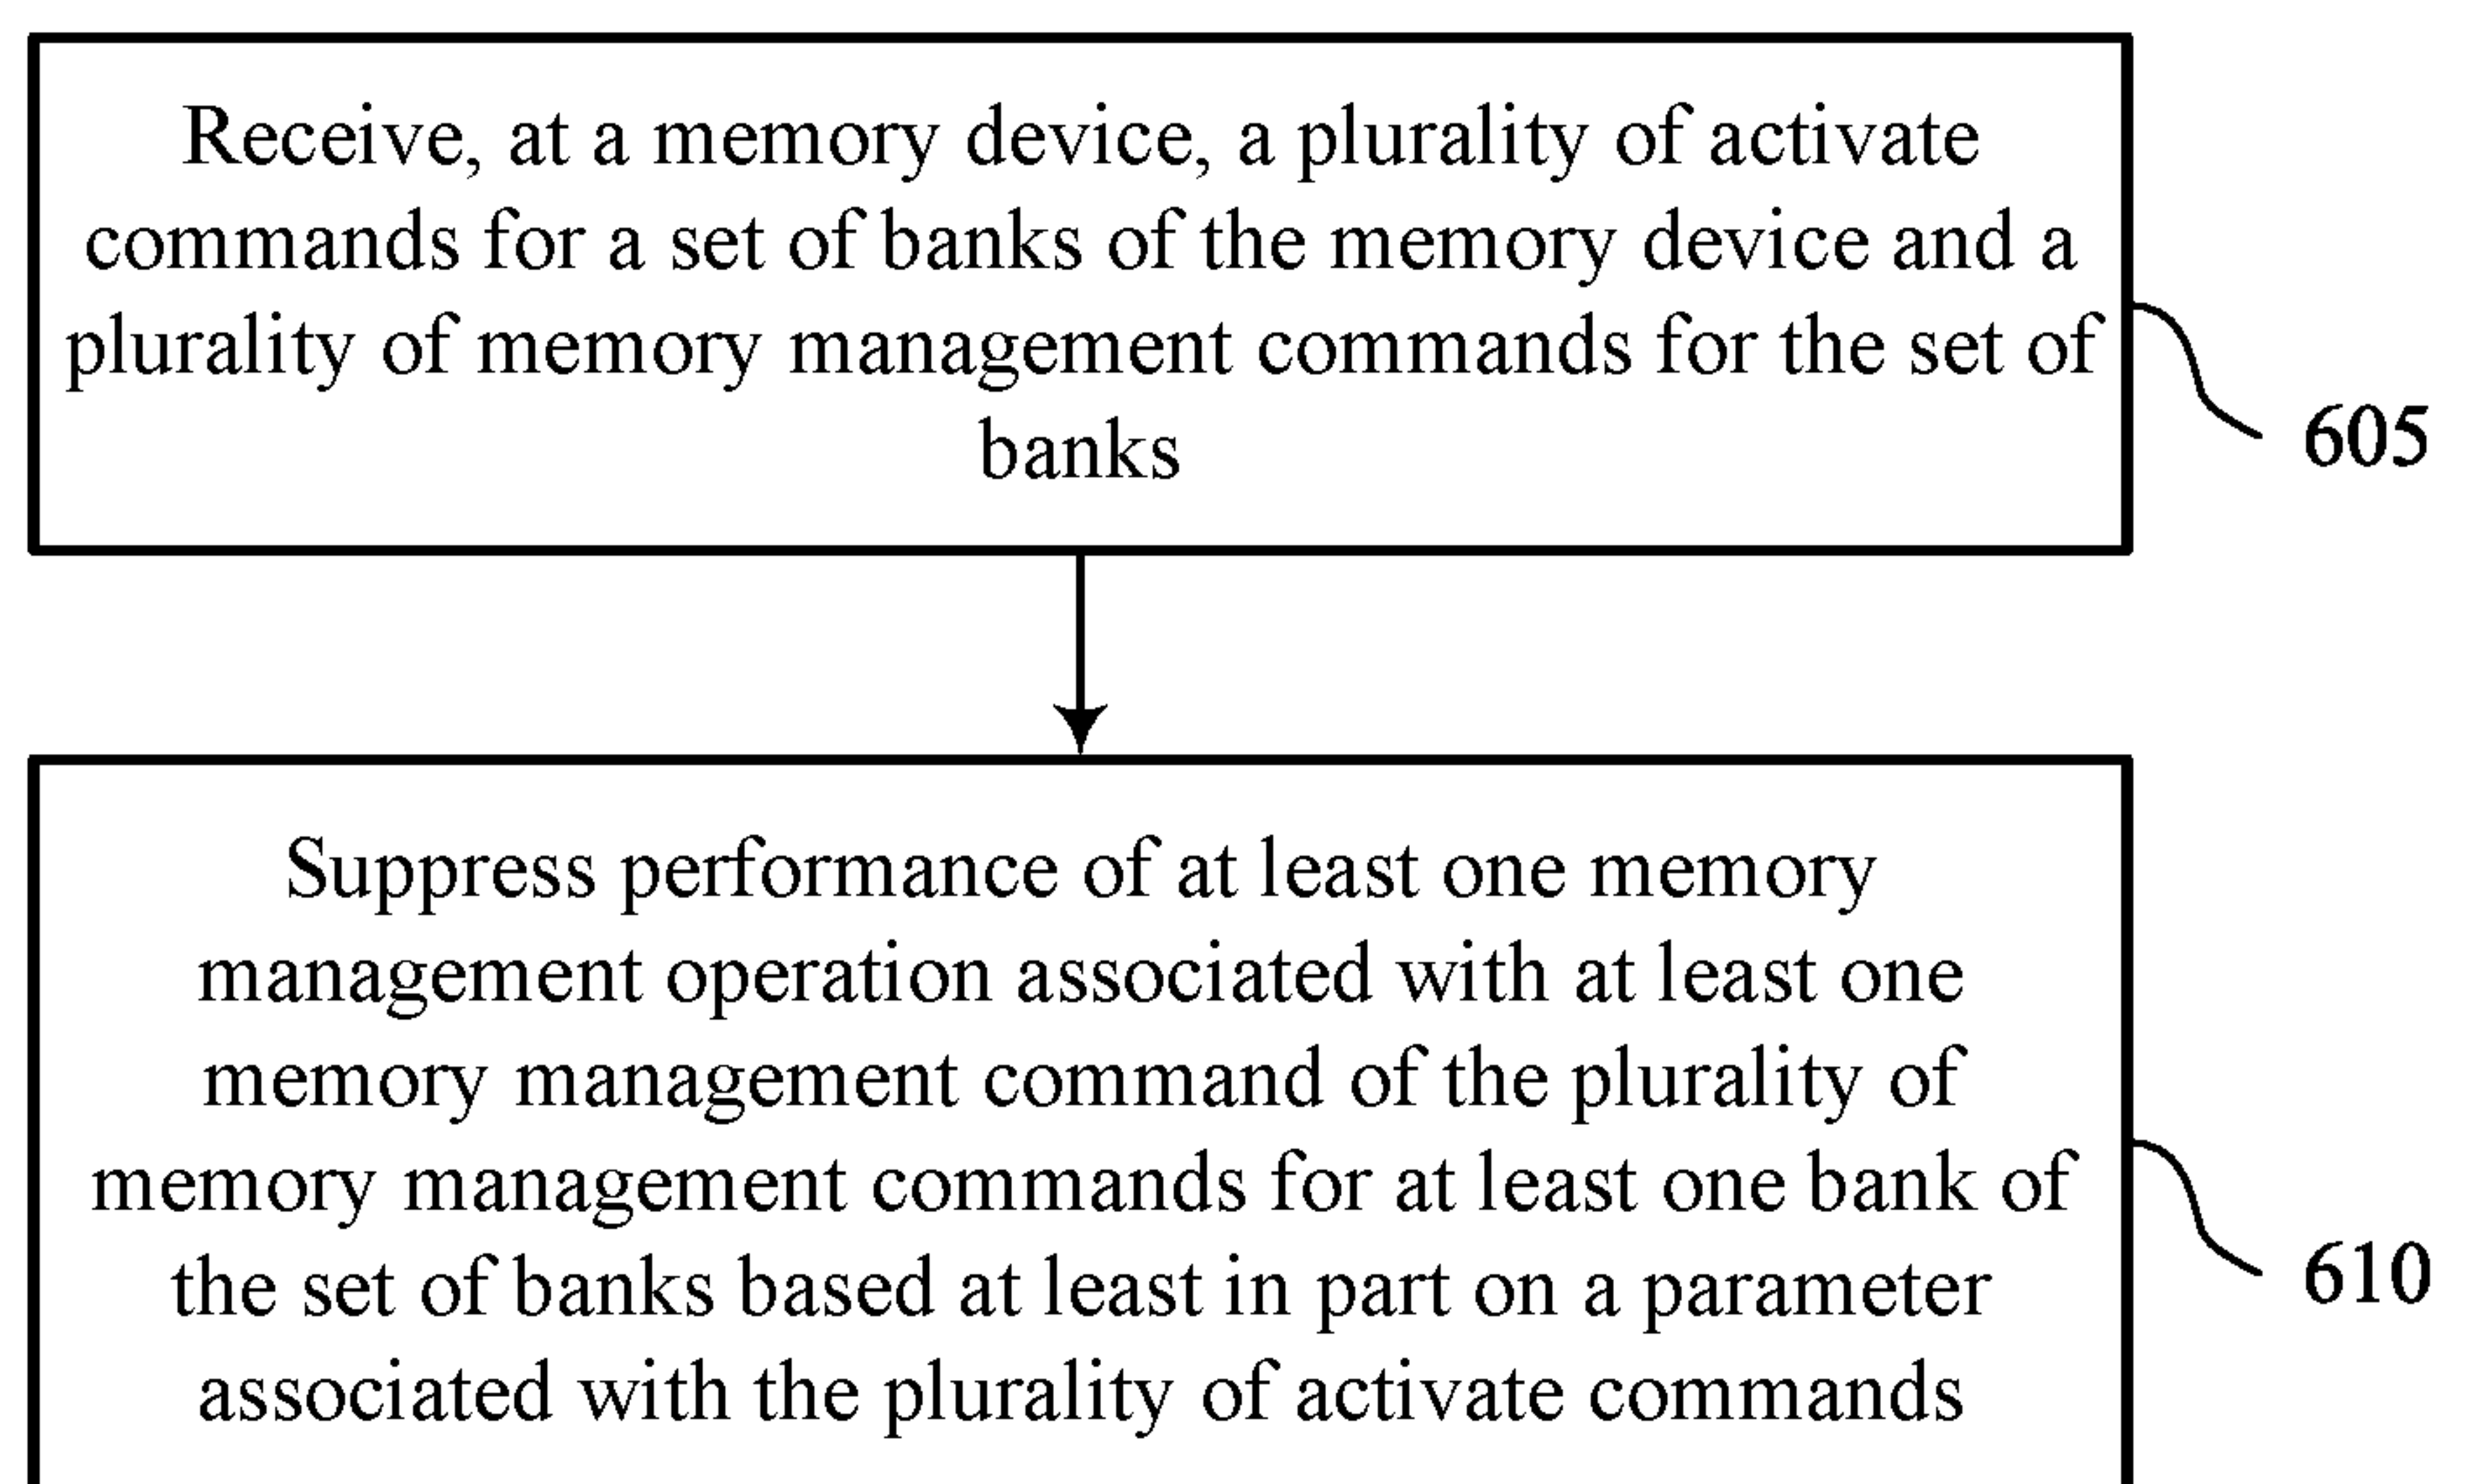 Receive, at a memory device, a plurality of activate
commands for a set of banks of the memory device and a
plurality of memory management commands for the set of
banks
605
Suppress performance of at least one memory
management operation associated with at least one
memory management command of the plurality of
memory management commands for at least one bank of
the set of banks based at least in part on a parameter
associated with the plurality of activate commands
610